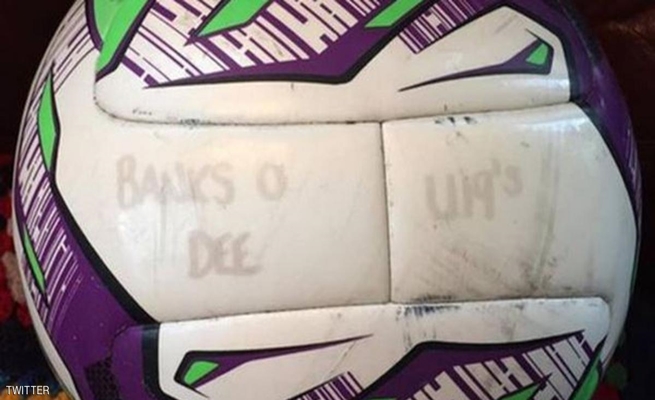 BANKS O
DEE
U19's
TWITTER